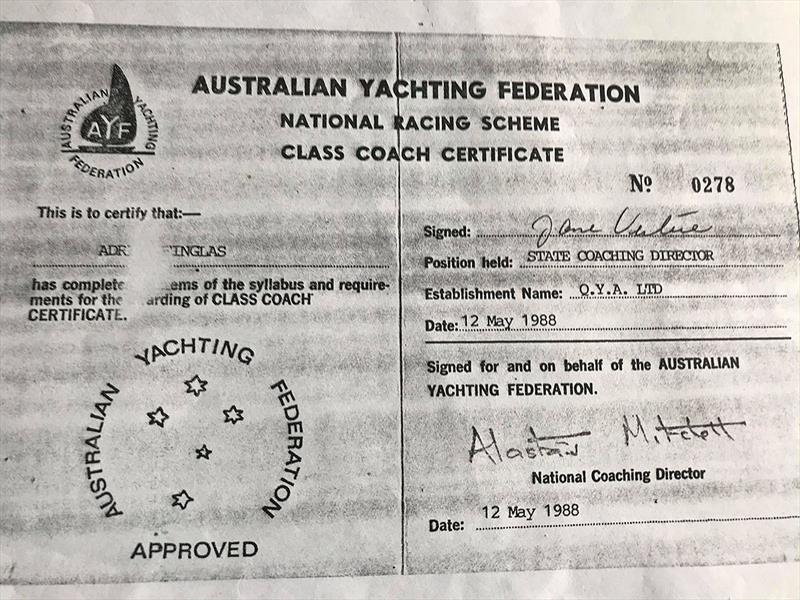 AUSTRALIAN YACHTING FEDERATION
AYF
AUSTRALIAN YACHTING FEDERATION
NATIONAL RACING SCHEME
CLASS COACH CERTIFICATE
Nº 0278
This is to certify that:—
ADR INGLAS
has complete ems of the syllabus and require-
ments for the arding of CLASS COACH
CERTIFICATE.
AUSTRALIAN YACHTING FEDERATION
APPROVED
Signed: Jane
Position held: STATE COACHING DIRECTOR
Establishment Name: Q.Y.A. LTD
Date: 12 May 1988
Signed for and on behalf of the AUSTRALIAN
YACHTING FEDERATION.
Alastair Mitchell
National Coaching Director
Date: 12 May 1988